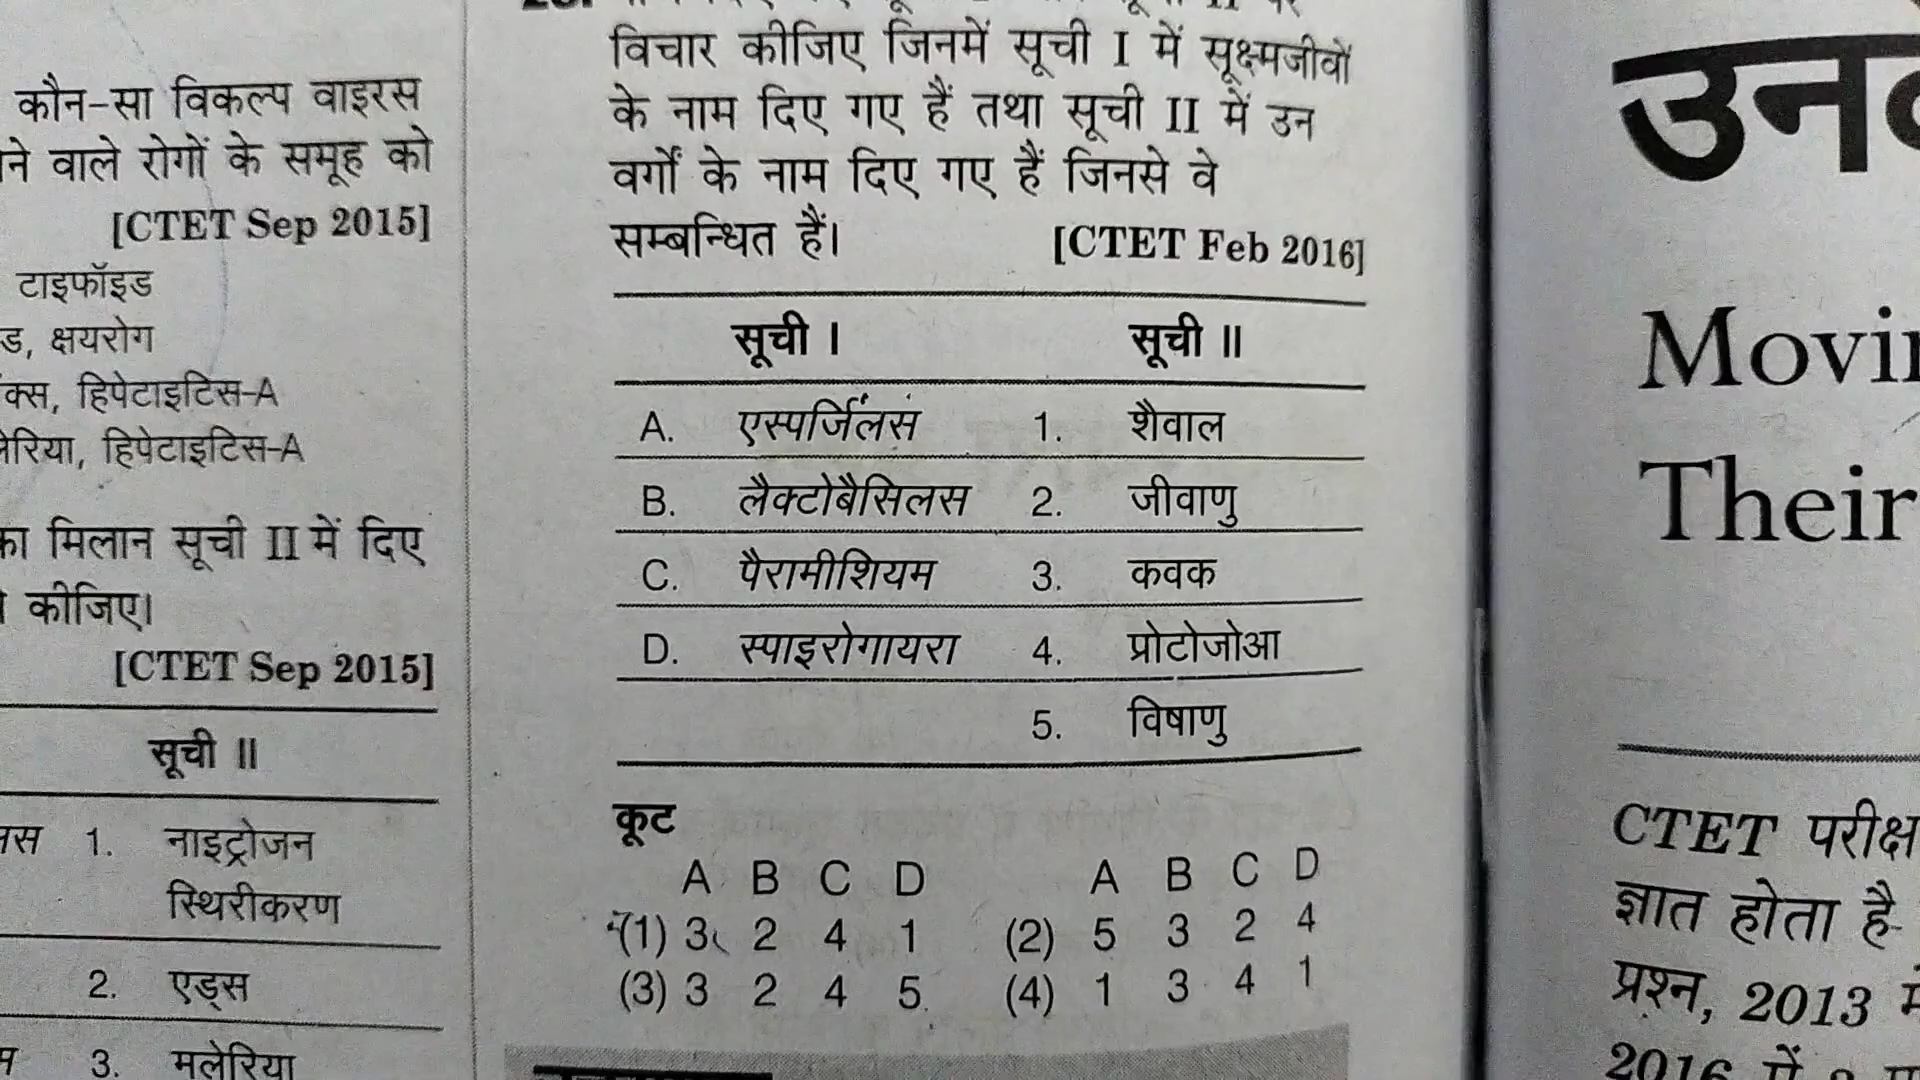 कौन-सा विकल्प वाइरस
वाले रोगों के समूह को
[CTET Sep 2015]
टाइफॉइड
क्षयरोग
हिपेटाइटिस-A
हिपेटाइटिस-A
मिलान सूची II में दिए
कीजिए।
[CTET Sep 2015]
सूची II
1. नाइट्रोजन
स्थिरीकरण
2. एड्स
3. मलेरिया
विचार कीजिए जिनमें सूची I में सूक्ष्मजीवों
के नाम दिए गए हैं तथा सूची II में उन
वर्गों के नाम दिए गए हैं जिनसे वे
सम्बन्धित हैं। [CTET Feb 2016]
सूची I सूची II
A. एस्पर्जिलस 1. शैवाल
B. लैक्टोबैसिलस 2. जीवाणु
C. पैरामीशियम 3. कवक
D. स्पाइरोगायरा 4. प्रोटोजोआ
5. विषाणु
कूट
A B C D A B C D
(1) 3 2 4 1 (2) 5 3 2 4
(3) 3 2 4 5 (4) 1 3 4 1
Their
CTET
ज्ञात होता है
प्रश्न, 2013
2016 में